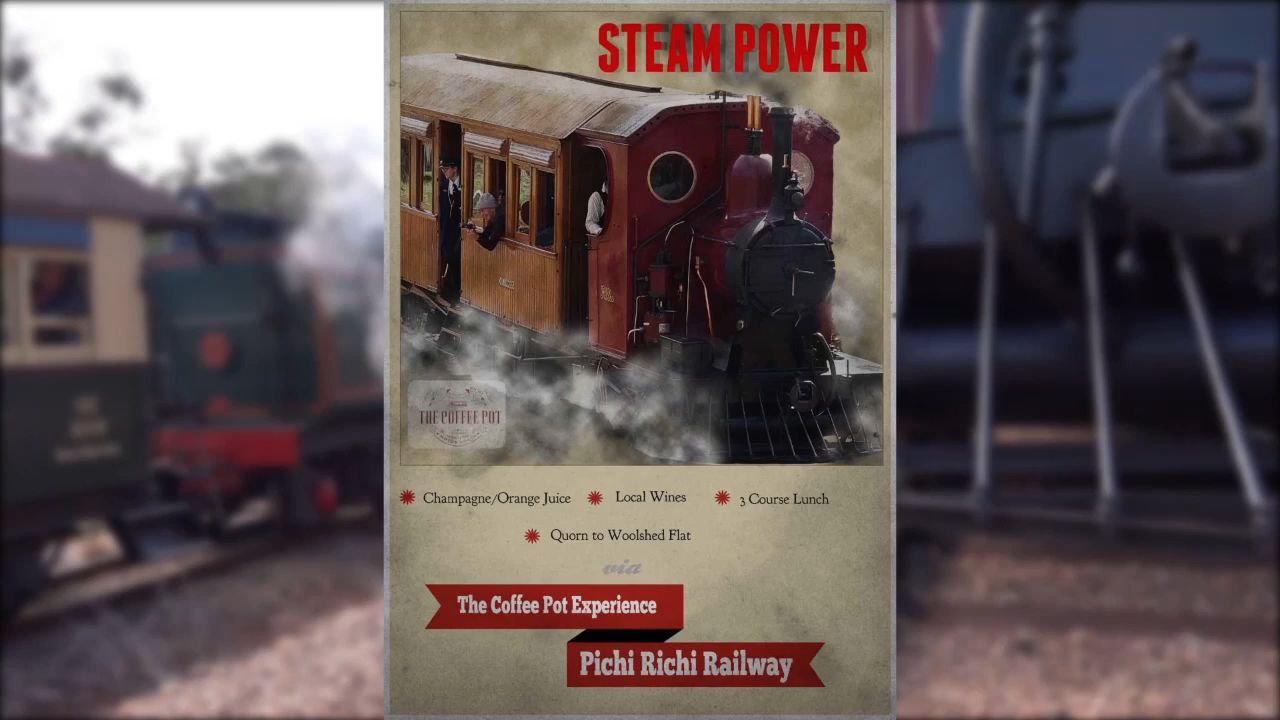 STEAM POWER
THE COFFEE POT
Champagne/Orange Juice
Local Wines
3 Course Lunch
Quorn to Woolshed Flat
via
The Coffee Pot Experience
Pichi Richi Railway